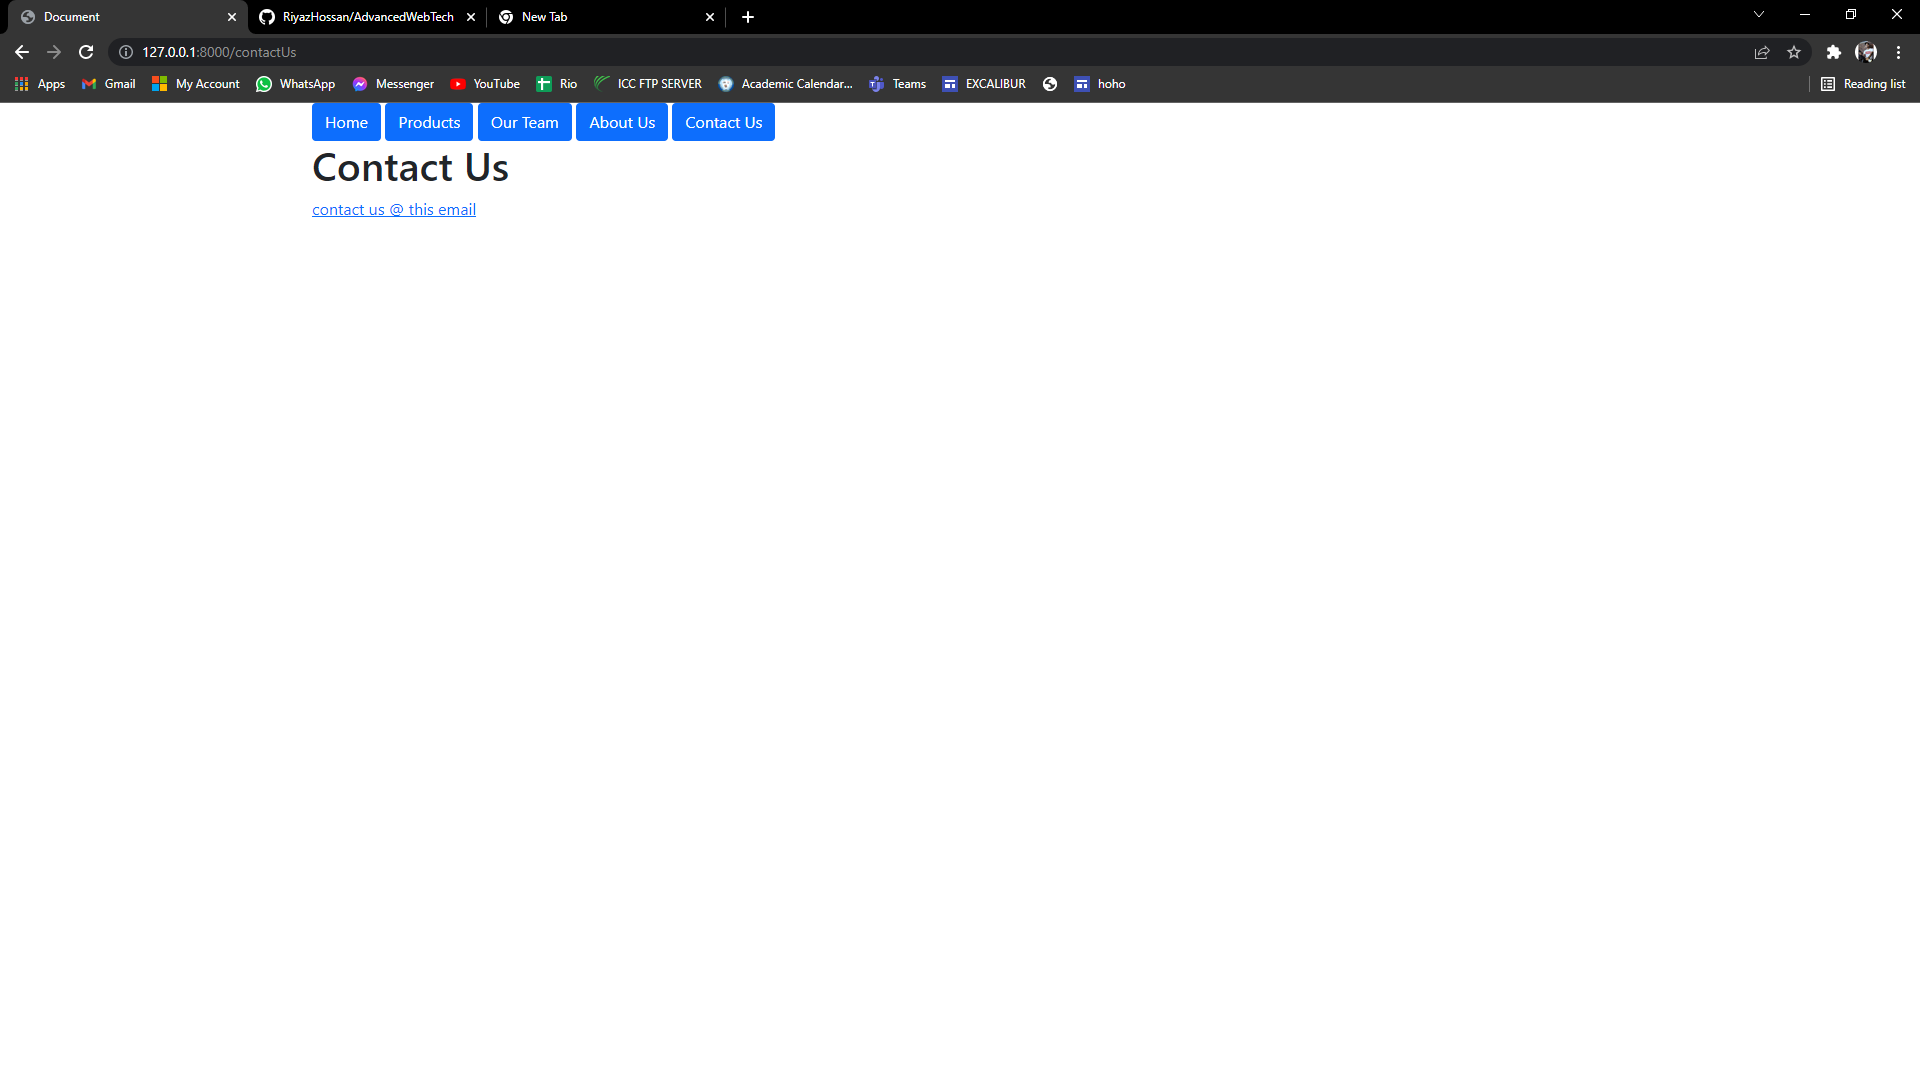 Document
RiyazHossan/AdvancedWebTech
New Tab
127.0.0.1:8000/contactUs
Apps Gmail My Account WhatsApp Messenger YouTube Rio ICC FTP SERVER Academic Calendar... Teams EXCALIBUR hoho Reading list
Home Products Our Team About Us Contact Us
Contact Us
contact us @ this email